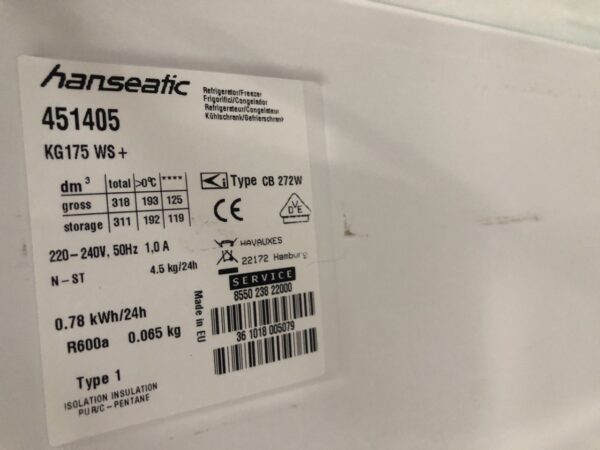 hanseatic
Refrigerator/Freezer
Frigorifici/Congelador
Refrigerateur/Congelateur
Kühlschrank/Gefrierschrank
451405
KG175 WS+
dm³ total >0°C ****
gross 318 193 125
storage 311 192 119
Type CB 272W
CE
VDE
220-240V, 50Hz 1,0 A
N-ST 4.5 kg/24h
HAVAUXES
22172 Hamburg
SERVICE
8550 238 22000
0.78 kWh/24h
R600a 0.065 kg
Made in EU
36 1018 005079
Type 1
ISOLATION INSULATION
PUR/C-PENTANE